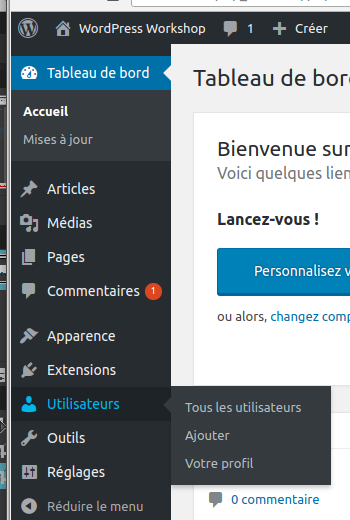 WordPress Workshop 1 Créer
Tableau de bord
Accueil
Mises à jour
Articles
Médias
Pages
Commentaires 1
Apparence
Extensions
Utilisateurs
Tous les utilisateurs
Ajouter
Votre profil
Outils
Réglages
Réduire le menu
Tableau de bor
Bienvenue sur
Voici quelques lien
Lancez-vous !
Personnalisez v
ou alors, changez comp
0 commentaire